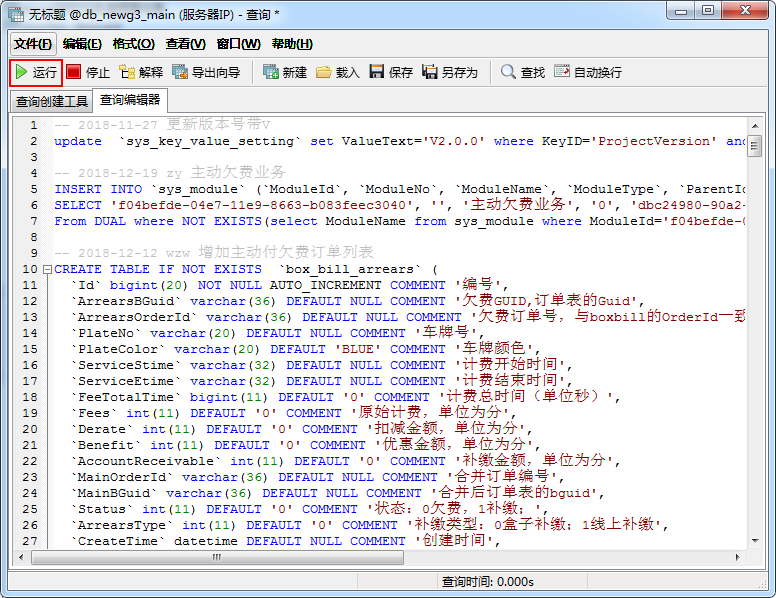 无标题 @db_newg3_main (服务器IP) - 查询 *
文件(F) 编辑(E) 格式(O) 查看(V) 窗口(W) 帮助(H)
运行 停止 解释 导出向导 新建 载入 保存 另存为 查找 自动换行
查询创建工具 查询编辑器
1 -- 2018-11-27 更新版本号带V
2 update `sys_key_value_setting` set ValueText='V2.0.0' where KeyID='ProjectVersion' and
3
4 -- 2018-12-19 zy 主动欠费业务
5 INSERT INTO `sys_module` (`ModuleId`, `ModuleNo`, `ModuleName`, `ModuleType`, `ParentId
6 SELECT 'f04befde-04e7-11e9-8663-b083feec3040', '', '主动欠费业务', '0', 'dbc24980-90a2-
7 From DUAL where NOT EXISTS(select ModuleName from sys_module where ModuleId='f04befde-0
8
9 -- 2018-12-12 wzw 增加主动付欠费订单列表
10 CREATE TABLE IF NOT EXISTS `box_bill_arrears` (
11 `Id` bigint(20) NOT NULL AUTO_INCREMENT COMMENT '编号',
12 `ArrearsBGuid` varchar(36) DEFAULT NULL COMMENT '欠费GUID,订单表的Guid',
13 `ArrearsOrderId` varchar(36) DEFAULT NULL COMMENT '欠费订单号，与boxbill的OrderId一致
14 `PlateNo` varchar(20) DEFAULT NULL COMMENT '车牌号',
15 `PlateColor` varchar(20) DEFAULT 'BLUE' COMMENT '车牌颜色',
16 `ServiceStime` varchar(32) DEFAULT NULL COMMENT '计费开始时间',
17 `ServiceEtime` varchar(32) DEFAULT NULL COMMENT '计费结束时间',
18 `FeeTotalTime` bigint(11) DEFAULT '0' COMMENT '计费总时间（单位秒）',
19 `Fees` int(11) DEFAULT '0' COMMENT '原始计费，单位为分',
20 `Derate` int(11) DEFAULT '0' COMMENT '扣减金额，单位为分',
21 `Benefit` int(11) DEFAULT '0' COMMENT '优惠金额，单位为分',
22 `AccountReceivable` int(11) DEFAULT '0' COMMENT '补缴金额，单位为分',
23 `MainOrderId` varchar(36) DEFAULT NULL COMMENT '合并订单编号',
24 `MainBGuid` varchar(36) DEFAULT NULL COMMENT '合并后订单表的bguid',
25 `Status` int(11) DEFAULT '0' COMMENT '状态：0欠费，1补缴；',
26 `ArrearsType` int(11) DEFAULT '0' COMMENT '补缴类型：0盒子补缴；1线上补缴',
27 `CreateTime` datetime DEFAULT NULL COMMENT '创建时间',
查询时间: 0.000s